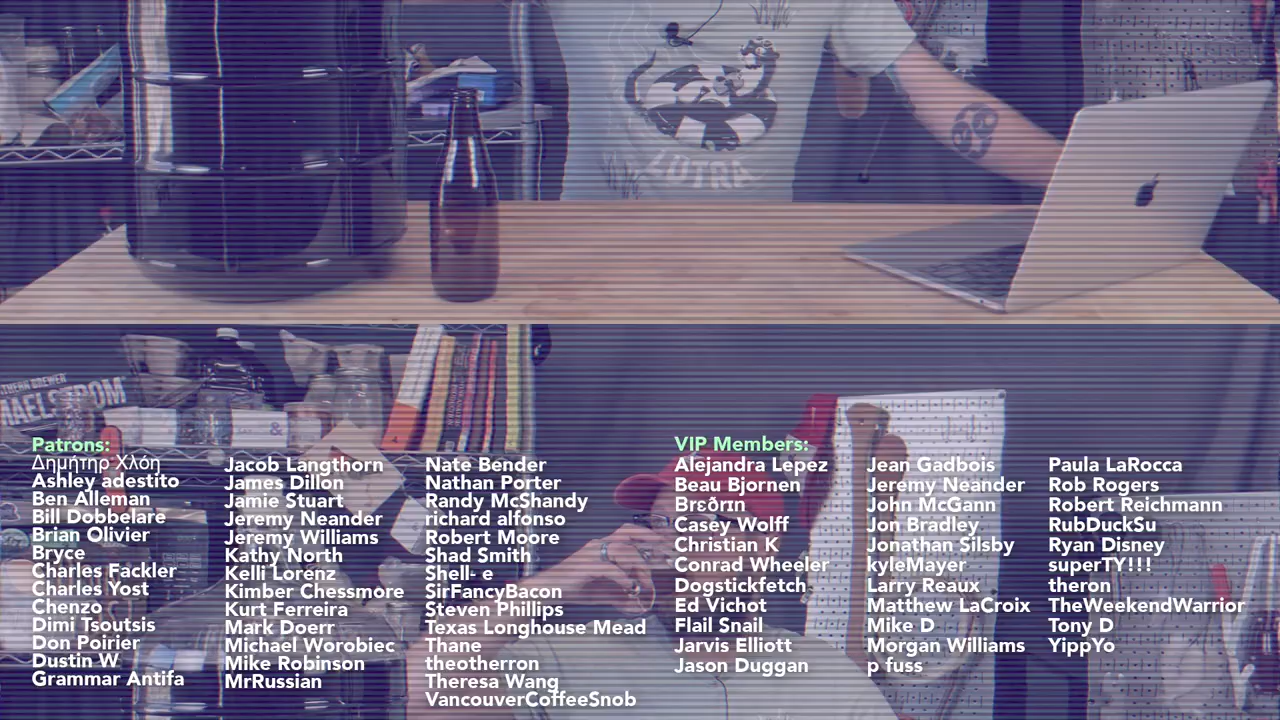 LUTRA
THERN BREWER
MAELSTROM
&
Patrons:
Δημήτηρ Χλόη
Ashley adestito
Ben Alleman
Bill Dobbelare
Brian Olivier
Bryce
Charles Fackler
Charles Yost
Chenzo
Dimi Tsoutsis
Don Poirier
Dustin W
Grammar Antifa
Jacob Langthorn
James Dillon
Jamie Stuart
Jeremy Neander
Jeremy Williams
Kathy North
Kelli Lorenz
Kimber Chessmore
Kurt Ferreira
Mark Doerr
Michael Worobiec
Mike Robinson
MrRussian
Nate Bender
Nathan Porter
Randy McShandy
richard alfonso
Robert Moore
Shad Smith
Shell- e
SirFancyBacon
Steven Phillips
Texas Longhouse Mead
Thane
theotherron
Theresa Wang
VancouverCoffeeSnob
VIP Members:
Alejandra Lepez
Beau Bjornen
Brεðrɪn
Casey Wolff
Christian K
Conrad Wheeler
Dogstickfetch
Ed Vichot
Flail Snail
Jarvis Elliott
Jason Duggan
Jean Gadbois
Jeremy Neander
John McGann
Jon Bradley
Jonathan Silsby
kyleMayer
Larry Reaux
Matthew LaCroix
Mike D
Morgan Williams
p fuss
Paula LaRocca
Rob Rogers
Robert Reichmann
RubDuckSu
Ryan Disney
superTY!!!
theron
TheWeekendWarrior
Tony D
YippYo